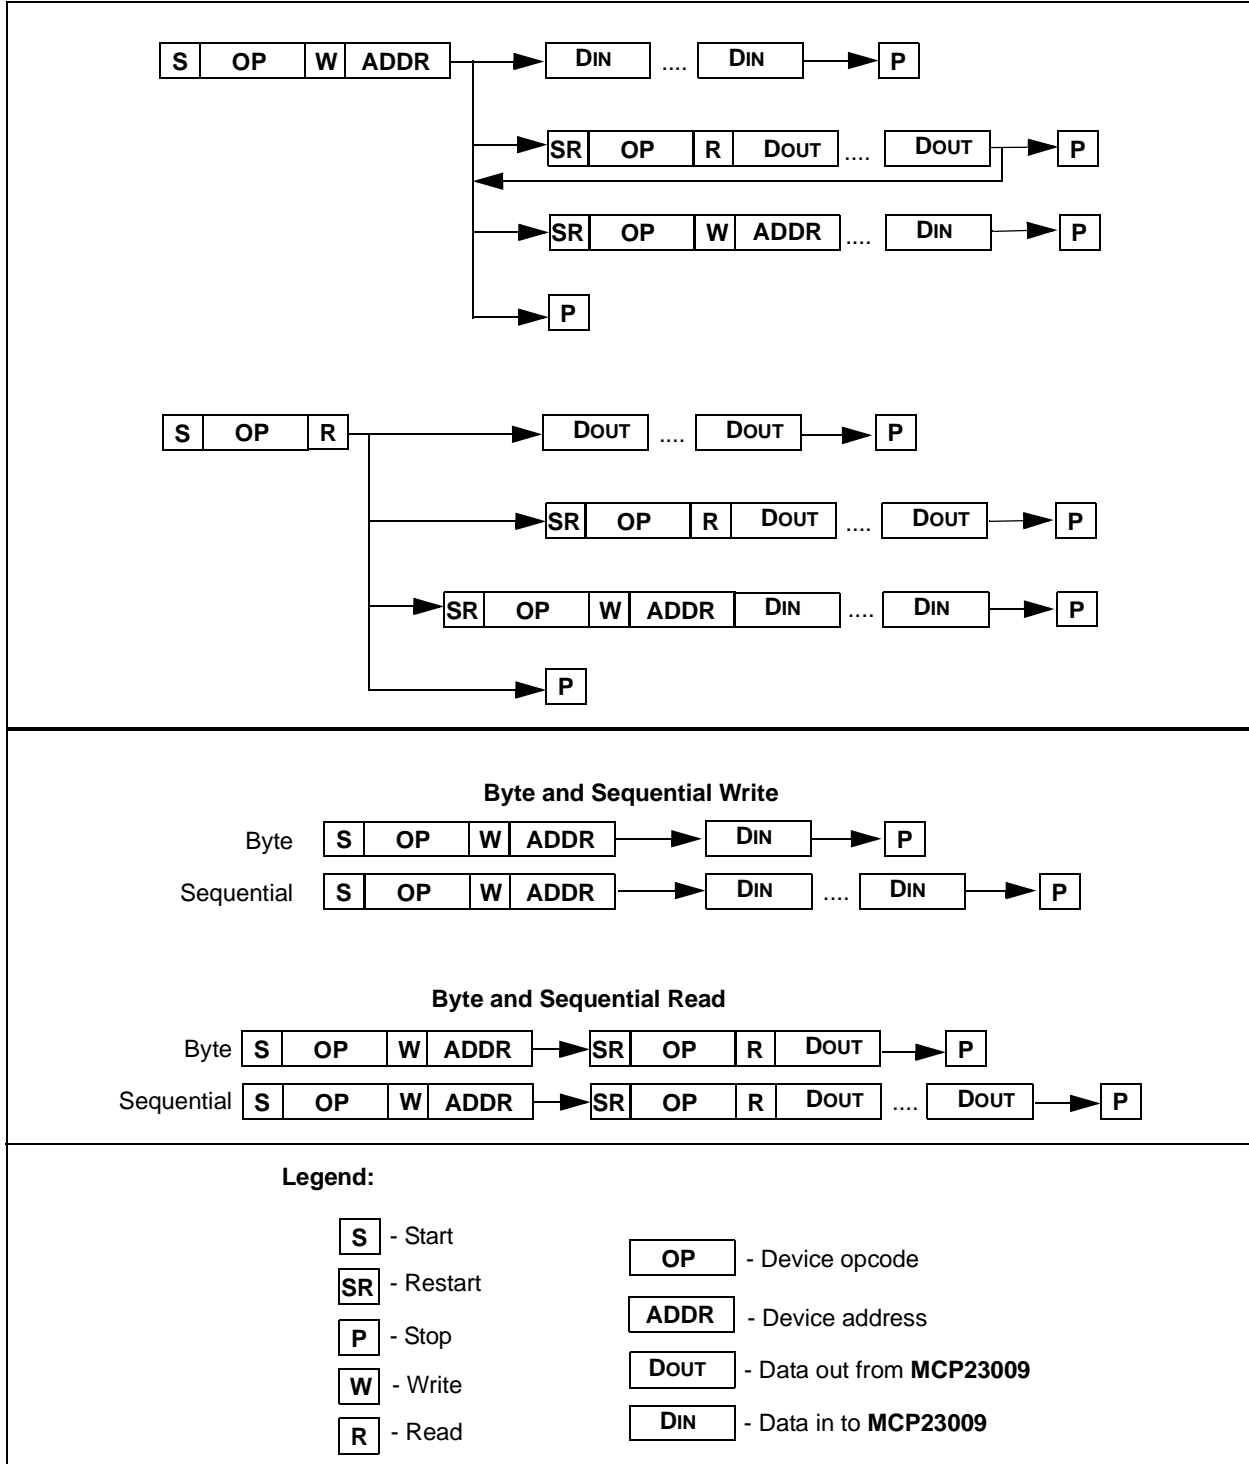 S OP W ADDR DIN .... DIN P
SR OP R DOUT .... DOUT P
SR OP W ADDR .... DIN P
P
S OP R DOUT .... DOUT P
SR OP R DOUT .... DOUT P
SR OP W ADDR DIN .... DIN P
P
Byte and Sequential Write
Byte S OP W ADDR DIN P
Sequential S OP W ADDR DIN .... DIN P
Byte and Sequential Read
Byte S OP W ADDR SR OP R DOUT P
Sequential S OP W ADDR SR OP R DOUT .... DOUT P
Legend:
S - Start
SR - Restart
P - Stop
W - Write
R - Read
OP - Device opcode
ADDR - Device address
DOUT - Data out from MCP23009
DIN - Data in to MCP23009